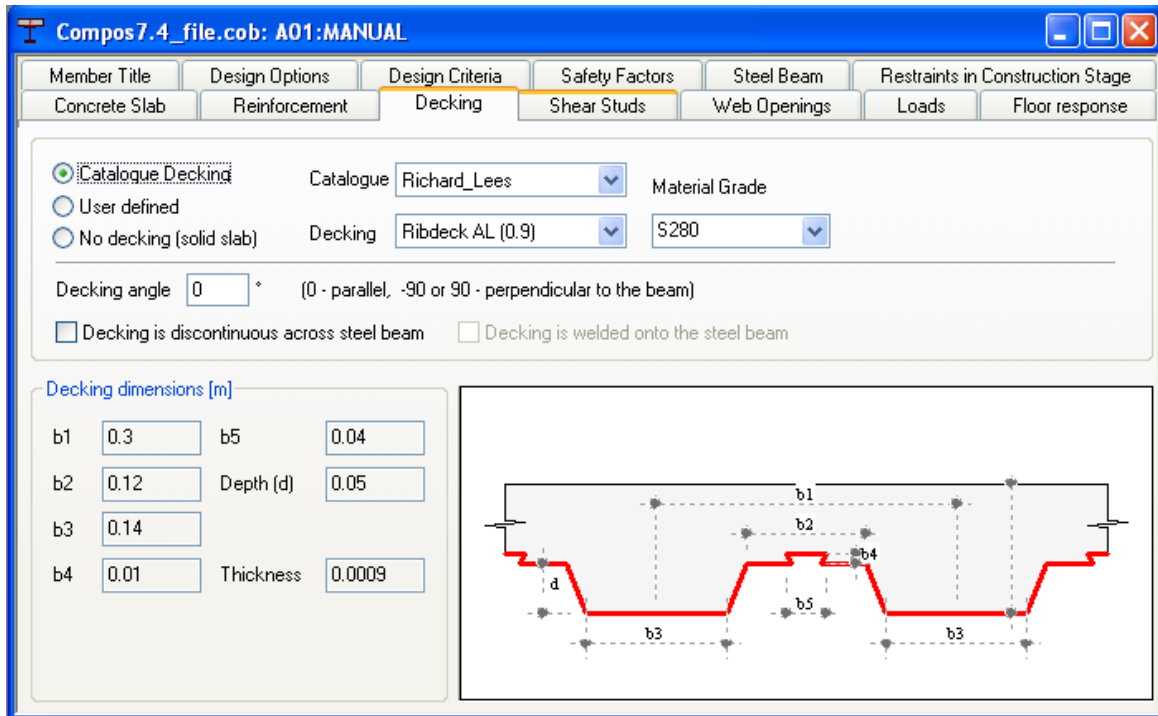 Compos7.4_file.cob: A01:MANUAL
Member Title Design Options Design Criteria Safety Factors Steel Beam Restraints in Construction Stage
Concrete Slab Reinforcement Decking Shear Studs Web Openings Loads Floor response
Catalogue Decking
User defined
No decking (solid slab)
Catalogue Richard_Lees
Decking Ribdeck AL (0.9)
Material Grade
S280
Decking angle 0 ° (0 - parallel, -90 or 90 - perpendicular to the beam)
Decking is discontinuous across steel beam Decking is welded onto the steel beam
Decking dimensions [m]
b1 0.3 b5 0.04
b2 0.12 Depth (d) 0.05
b3 0.14
b4 0.01 Thickness 0.0009
b1
b2
b4
d
b5
b3 b3